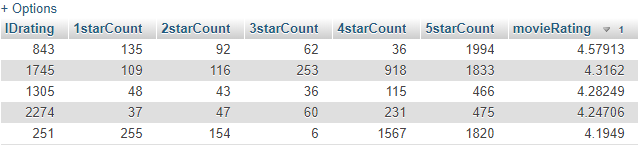 + Options
IDrating 1starCount 2starCount 3starCount 4starCount 5starCount movieRating 1
843 135 92 62 36 1994 4.57913
1745 109 116 253 918 1833 4.3162
1305 48 43 36 115 466 4.28249
2274 37 47 60 231 475 4.24706
251 255 154 6 1567 1820 4.1949